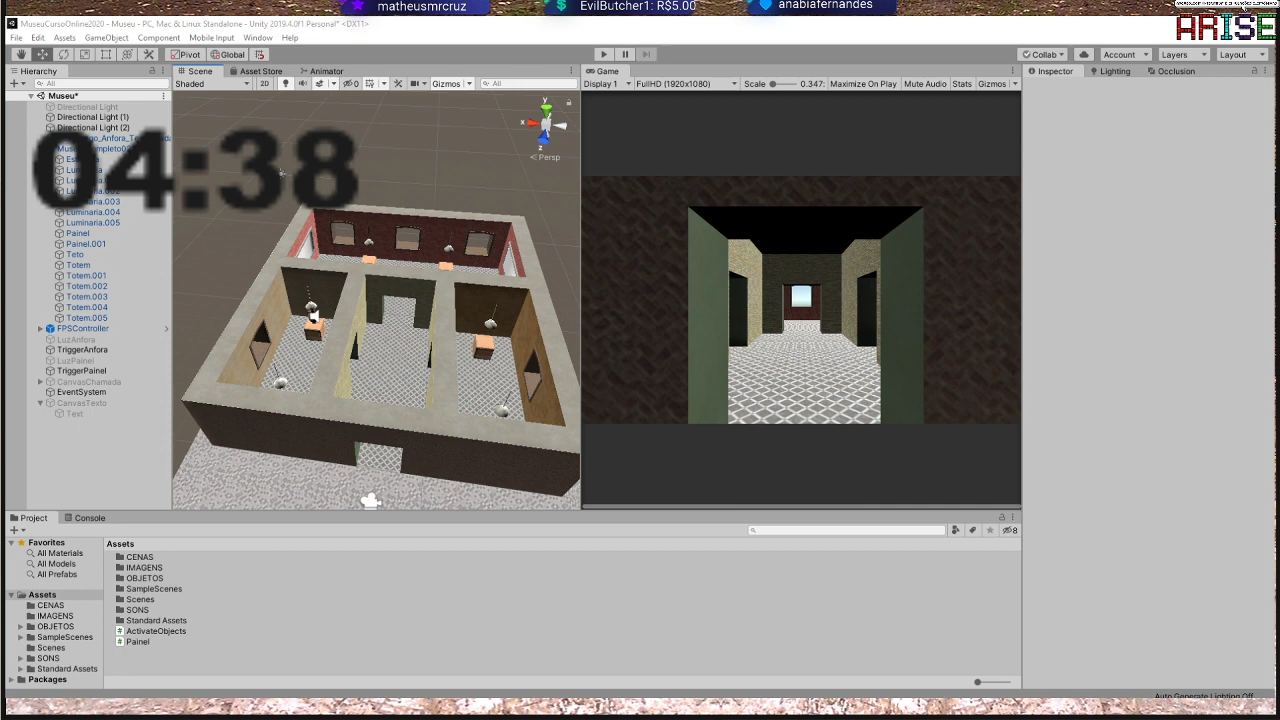 matheusmrcruz
EvilButcher1: R$5.00
anabiafernandes
ARISE
MuseuCursoOnline2020 - Museu - PC, Mac & Linux Standalone - Unity 2019.4.0f1 Personal* <DX11>
File Edit Assets GameObject Component Mobile Input Window Help
Pivot Global Collab Account Layers Layout
Hierarchy Scene Asset Store Animator Game Inspector Lighting Occlusion
All Shaded 2D 0 Gizmos All Display 1 FullHD (1920x1080) Scale 0.347: Maximize On Play Mute Audio Stats Gizmos
Museu*
Directional Light
Directional Light (1)
Directional Light (2)
04:38
Luminaria.003
Luminaria.004
Luminaria.005
Painel
Painel.001
Teto
Totem
Totem.001
Totem.002
Totem.003
Totem.004
Totem.005
FPSController
LuzAnfora
TriggerAnfora
LuzPainel
TriggerPainel
CanvasChamada
EventSystem
CanvasTexto
Text
y
x
z
Persp
Project Console
8
Favorites
All Materials
All Models
All Prefabs
Assets
CENAS
IMAGENS
OBJETOS
SampleScenes
Scenes
SONS
Standard Assets
Packages
Assets
CENAS
IMAGENS
OBJETOS
SampleScenes
Scenes
SONS
Standard Assets
ActivateObjects
Painel
Auto Generate Lighting Off